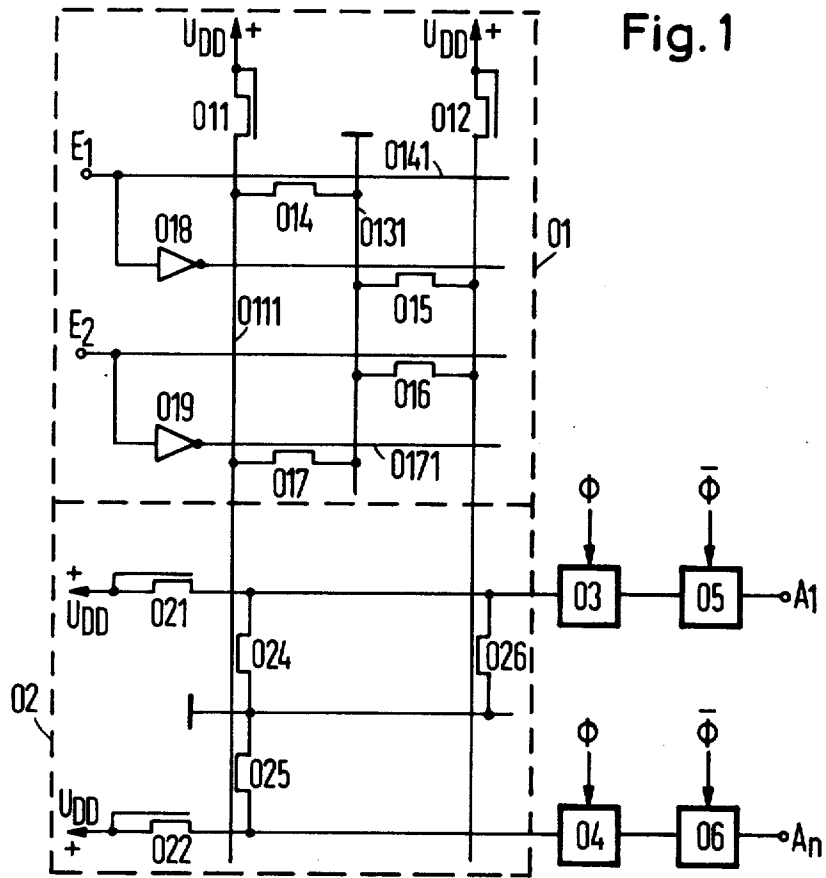 Fig. 1
U_DD +
U_DD +
011
012
E₁
0141
014
0131
018
01
015
0111
E₂
016
019
0171
017
Φ
Φ̄
+
U_DD
021
03
05
A1
024
026
02
Φ
Φ̄
025
U_DD
+
022
04
06
Aₙ